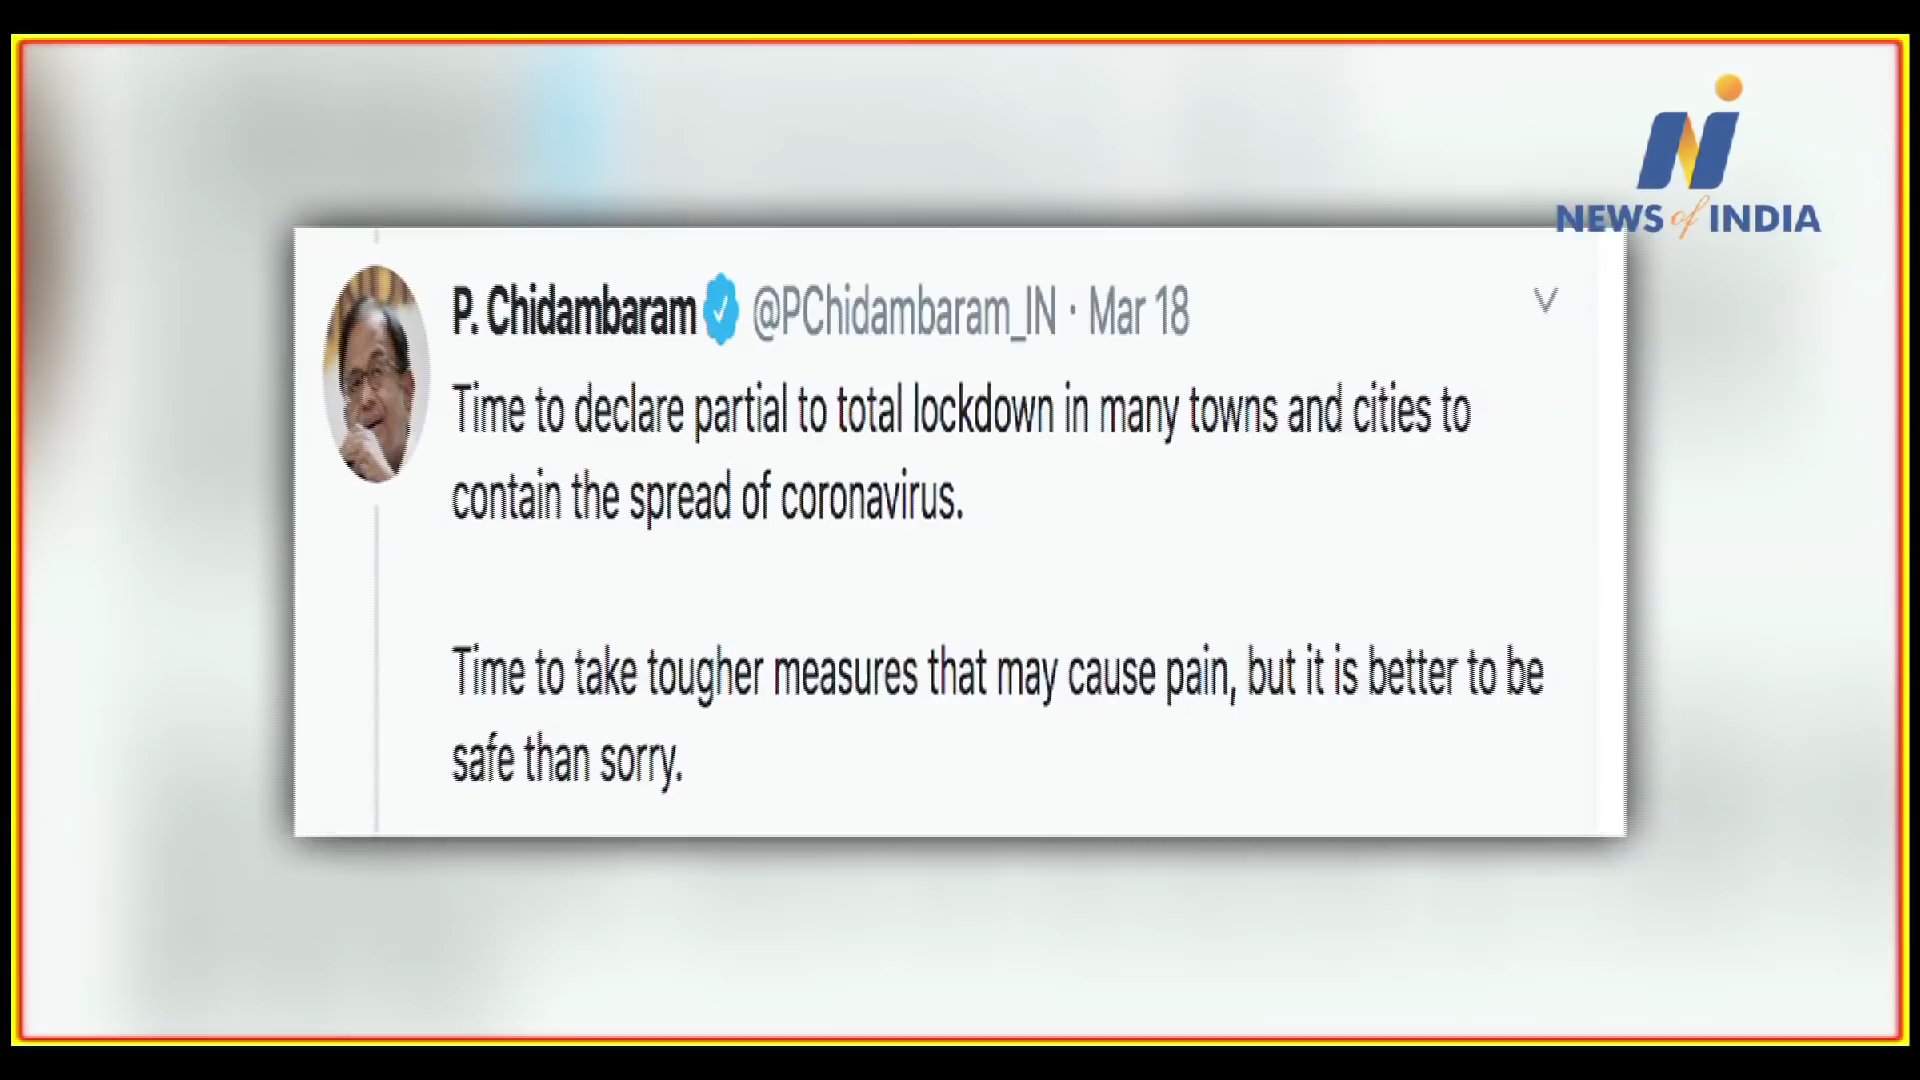 NEWS of INDIA
P. Chidambaram @PChidambaram_IN · Mar 18
Time to declare partial to total lockdown in many towns and cities to
contain the spread of coronavirus.
Time to take tougher measures that may cause pain, but it is better to be
safe than sorry.